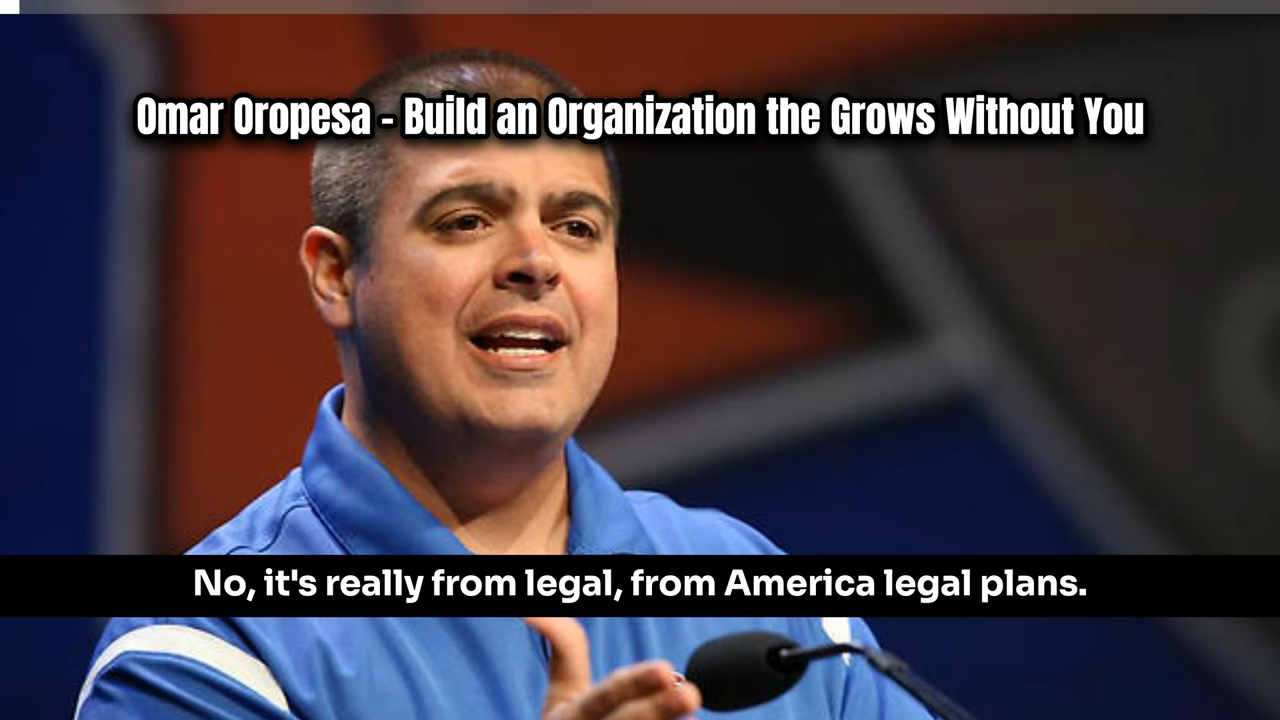 Omar Oropesa - Build an Organization the Grows Without You
No, it's really from legal, from America legal plans.